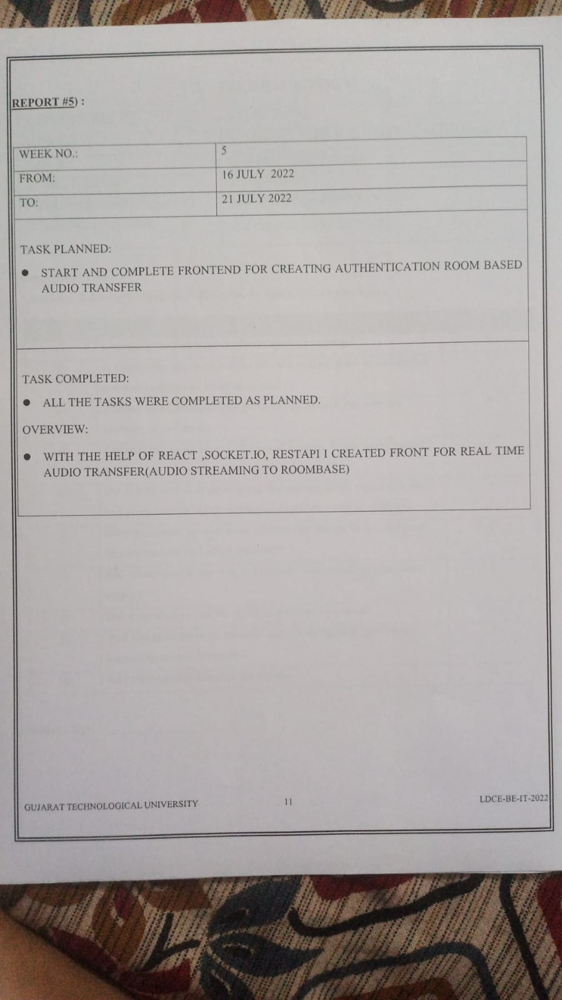 REPORT #5) :
WEEK NO.: 5
FROM: 16 JULY 2022
TO: 21 JULY 2022
TASK PLANNED:
● START AND COMPLETE FRONTEND FOR CREATING AUTHENTICATION ROOM BASED
AUDIO TRANSFER
TASK COMPLETED:
● ALL THE TASKS WERE COMPLETED AS PLANNED.
OVERVIEW:
● WITH THE HELP OF REACT ,SOCKET.IO, RESTAPI I CREATED FRONT FOR REAL TIME
AUDIO TRANSFER(AUDIO STREAMING TO ROOMBASE)
GUJARAT TECHNOLOGICAL UNIVERSITY 11 LDCE-BE-IT-2022